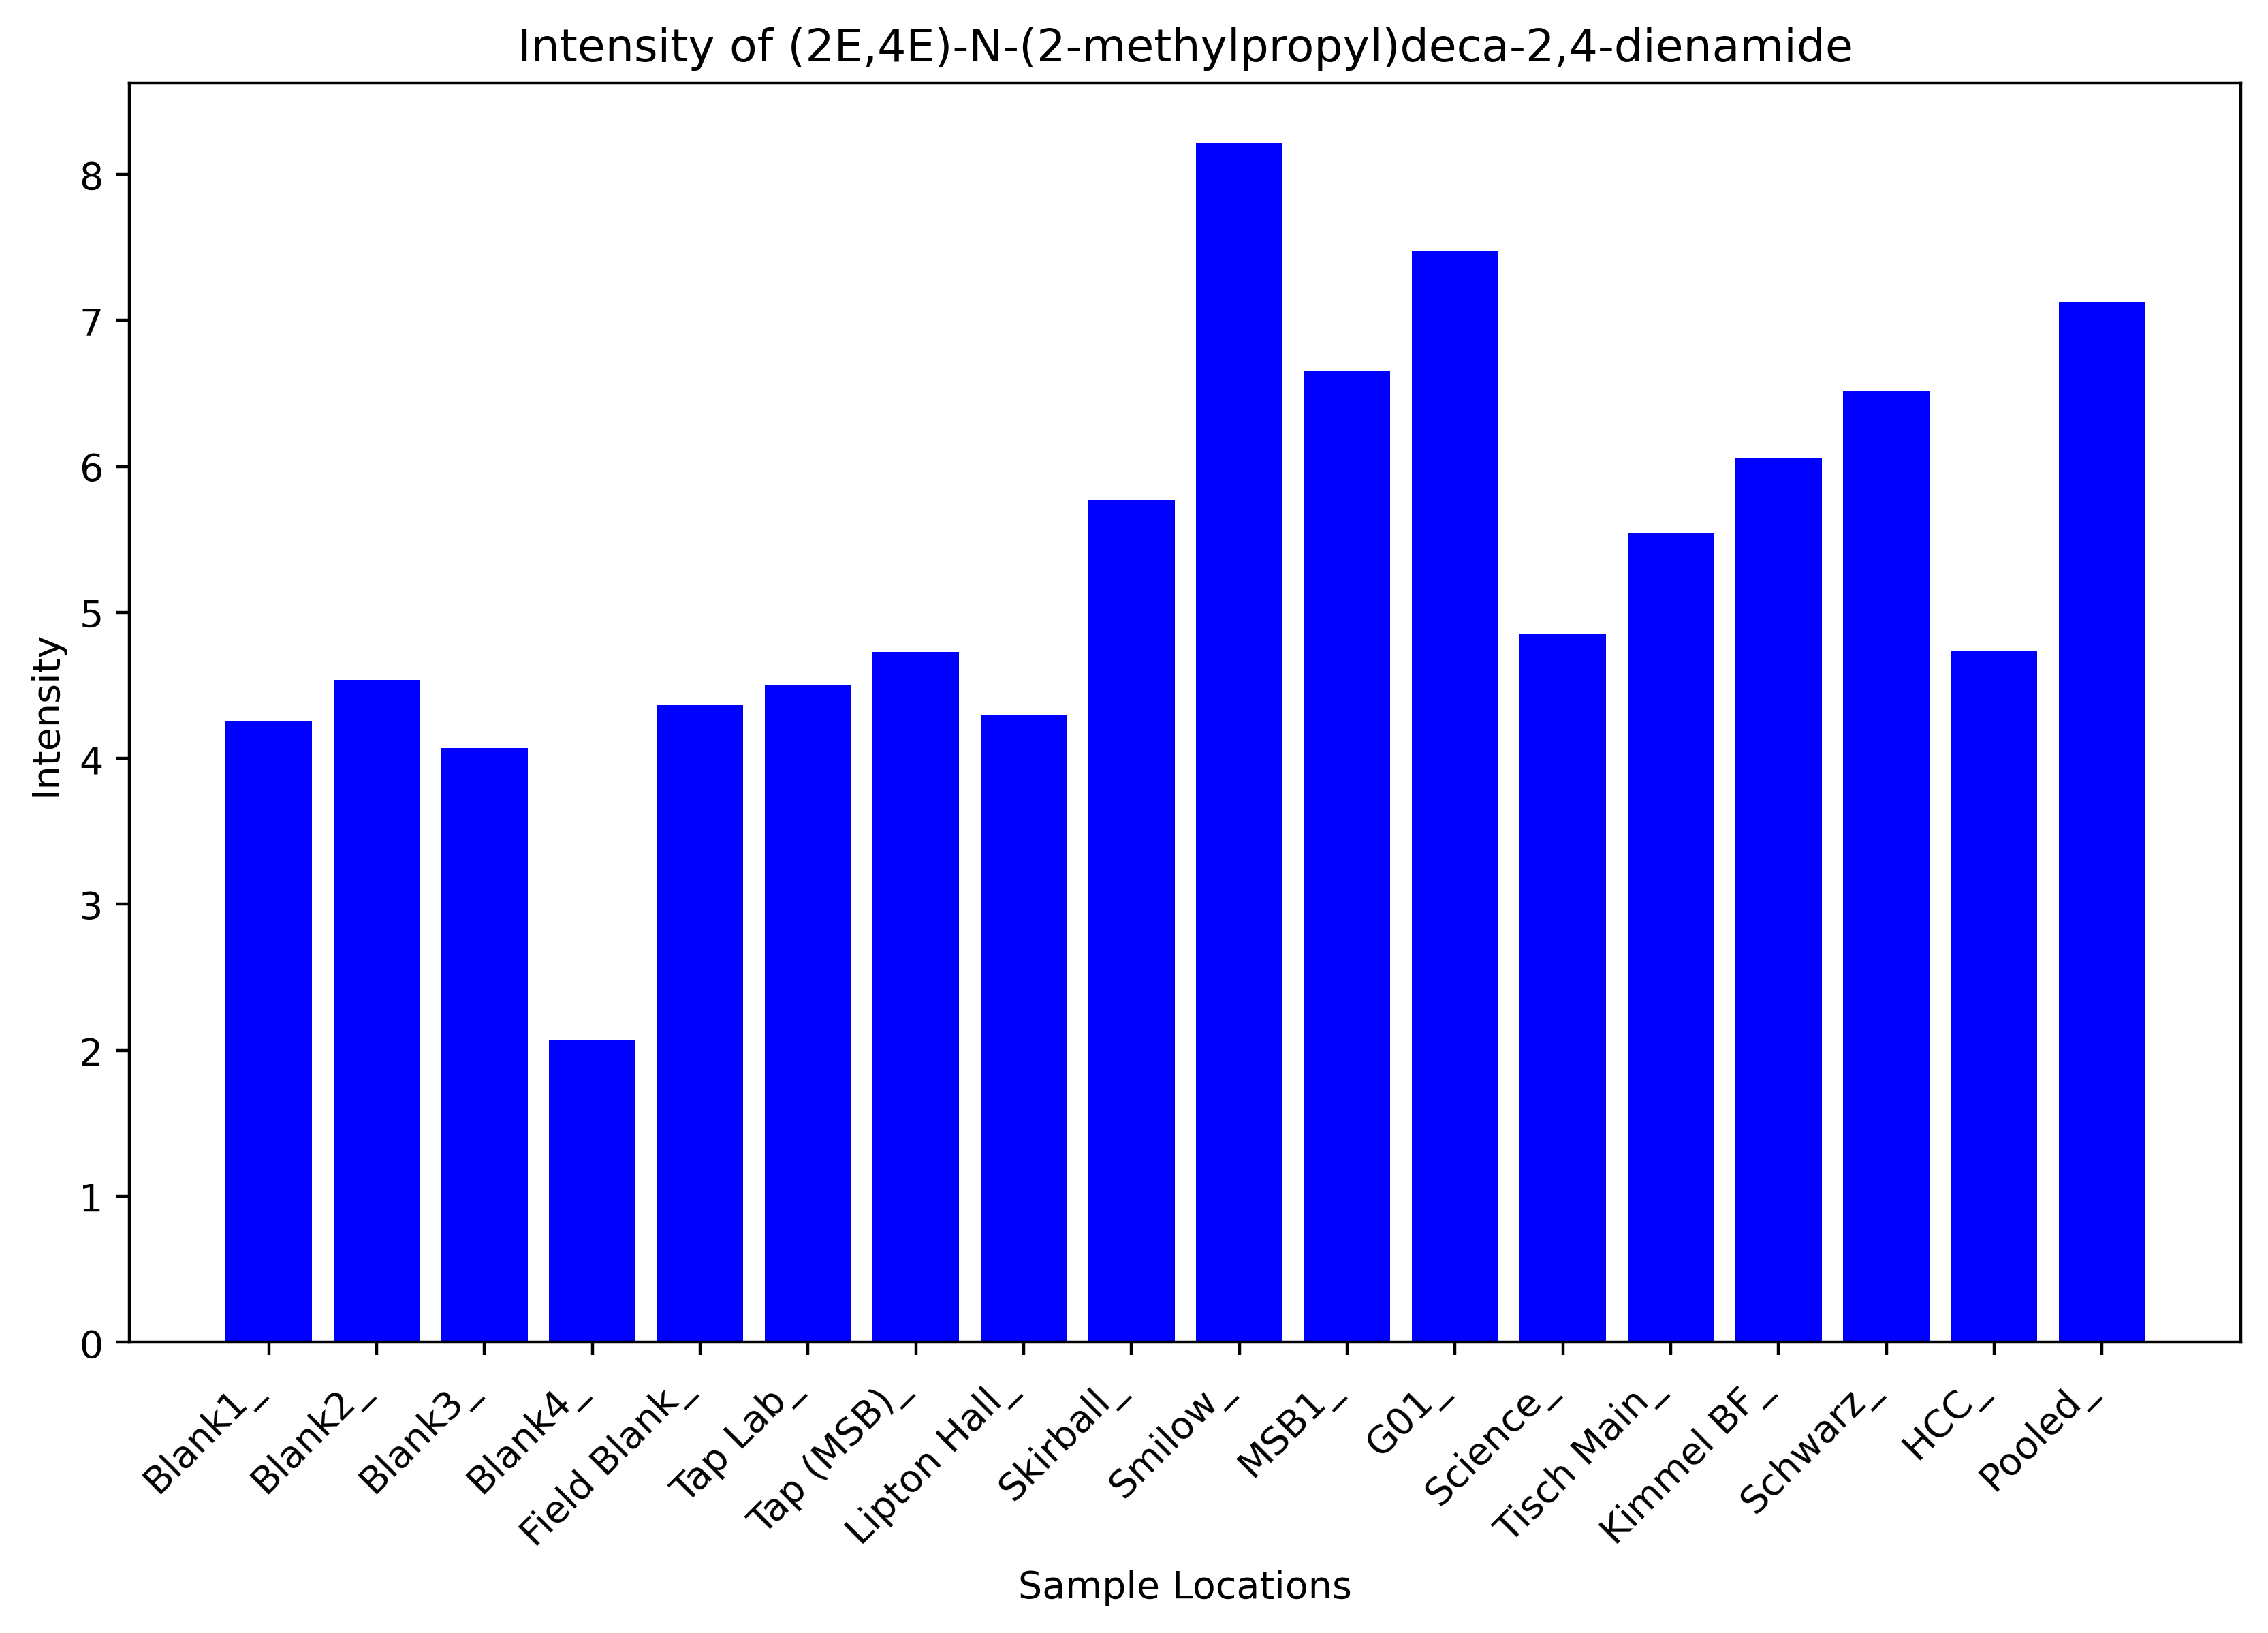 Intensity of (2E,4E)-N-(2-methylpropyl)deca-2,4-dienamide
Intensity
8
7
6
5
4
3
2
1
0
Blank1_
Blank2_
Blank3_
Blank4_
Field Blank_
Tap Lab_
Tap (MSB)_
Lipton Hall_
Skirball_
Smilow_
MSB1_
G01_
Science_
Tisch Main_
Kimmel BF_
Schwarz_
HCC_
Pooled_
Sample Locations